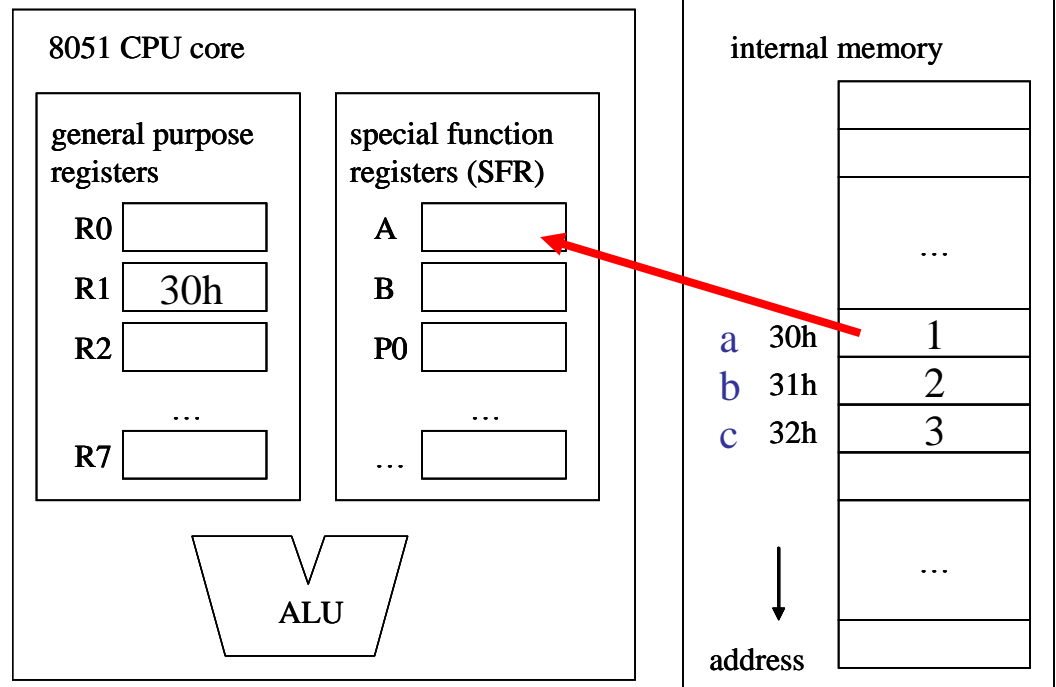 8051 CPU core
general purpose
registers
R0
R1 30h
R2
…
R7
special function
registers (SFR)
A
B
P0
…
…
ALU
internal memory
…
a 30h 1
b 31h 2
c 32h 3
…
address